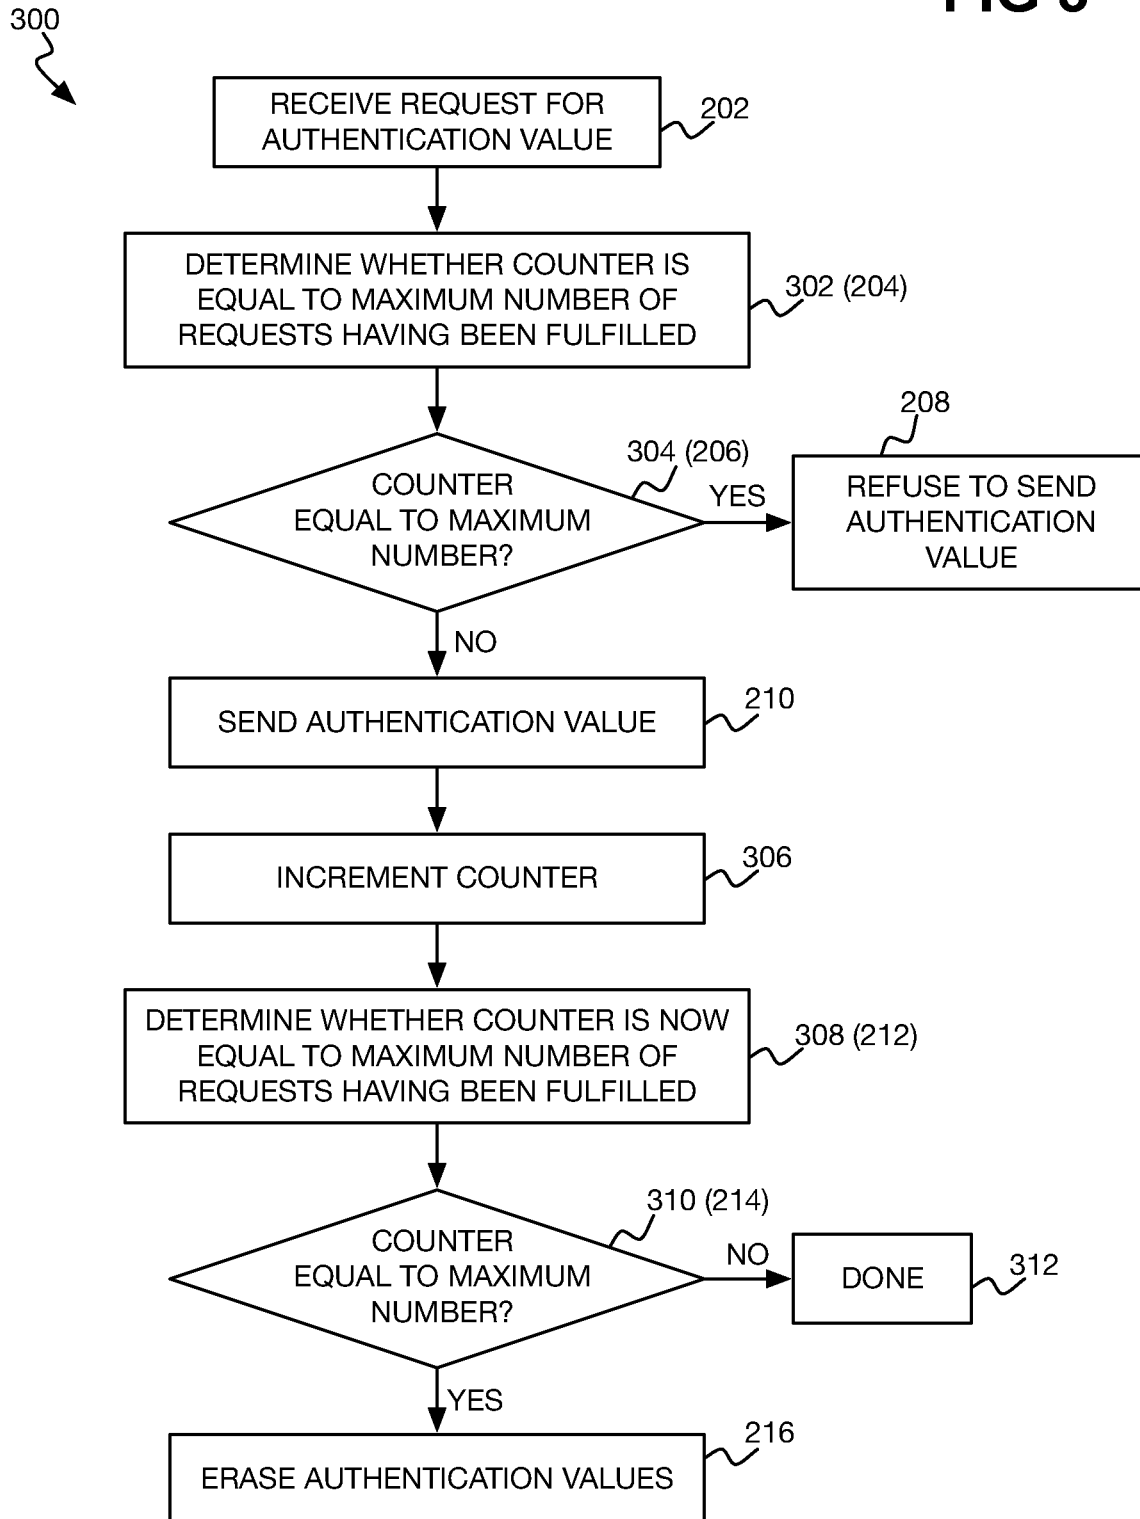 300
RECEIVE REQUEST FOR
AUTHENTICATION VALUE
202
DETERMINE WHETHER COUNTER IS
EQUAL TO MAXIMUM NUMBER OF
REQUESTS HAVING BEEN FULFILLED
302 (204)
COUNTER
EQUAL TO MAXIMUM
NUMBER?
304 (206)
YES
208
REFUSE TO SEND
AUTHENTICATION
VALUE
NO
SEND AUTHENTICATION VALUE
210
INCREMENT COUNTER
306
DETERMINE WHETHER COUNTER IS NOW
EQUAL TO MAXIMUM NUMBER OF
REQUESTS HAVING BEEN FULFILLED
308 (212)
COUNTER
EQUAL TO MAXIMUM
NUMBER?
310 (214)
NO
DONE
312
YES
ERASE AUTHENTICATION VALUES
216